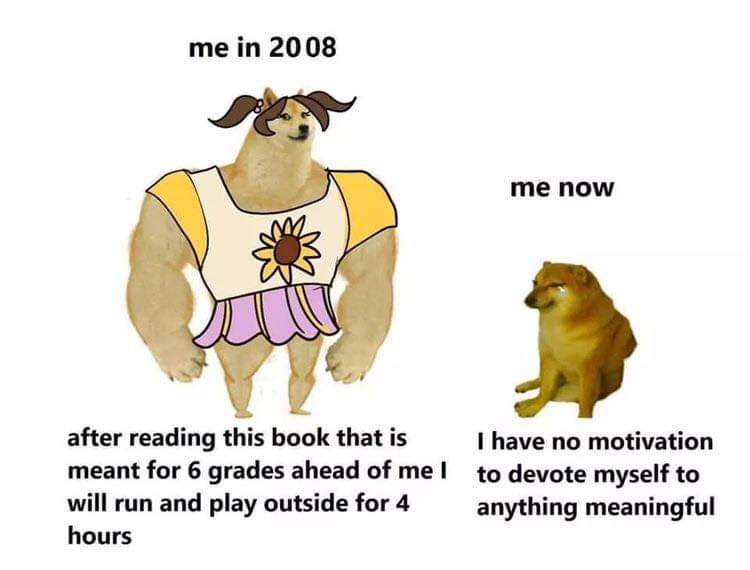 me in 2008
after reading this book that is
meant for 6 grades ahead of me I
will run and play outside for 4
hours
me now
I have no motivation
to devote myself to
anything meaningful